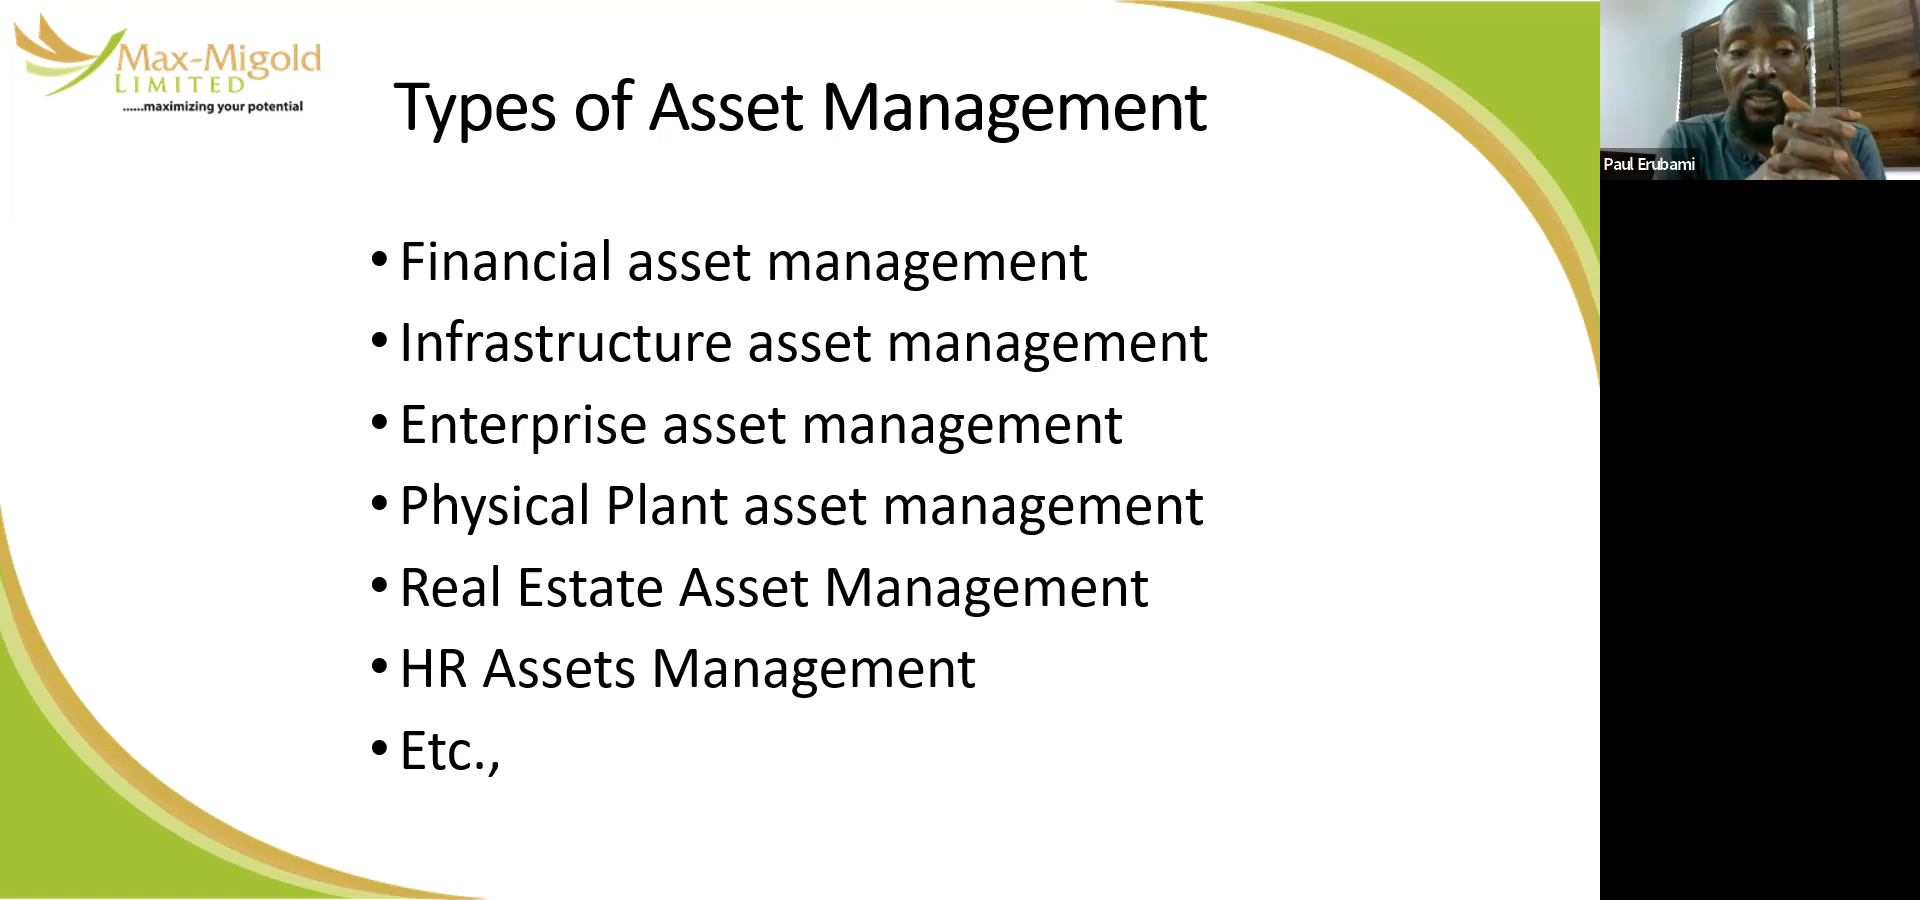 Max-Migold
LIMITED
......maximizing your potential
Types of Asset Management
• Financial asset management
• Infrastructure asset management
• Enterprise asset management
• Physical Plant asset management
• Real Estate Asset Management
• HR Assets Management
• Etc.,
Paul Erubami